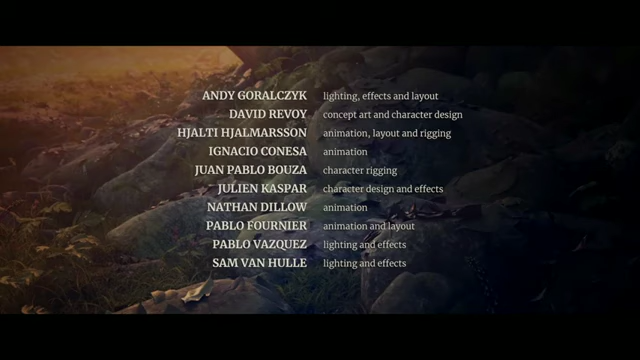 ANDY GORALCZYK lighting, effects and layout
DAVID REVOY concept art and character design
HJALTI HJALMARSSON animation, layout and rigging
IGNACIO CONESA animation
JUAN PABLO BOUZA character rigging
JULIEN KASPAR character design and effects
NATHAN DILLOW animation
PABLO FOURNIER animation and layout
PABLO VAZQUEZ lighting and effects
SAM VAN HULLE lighting and effects